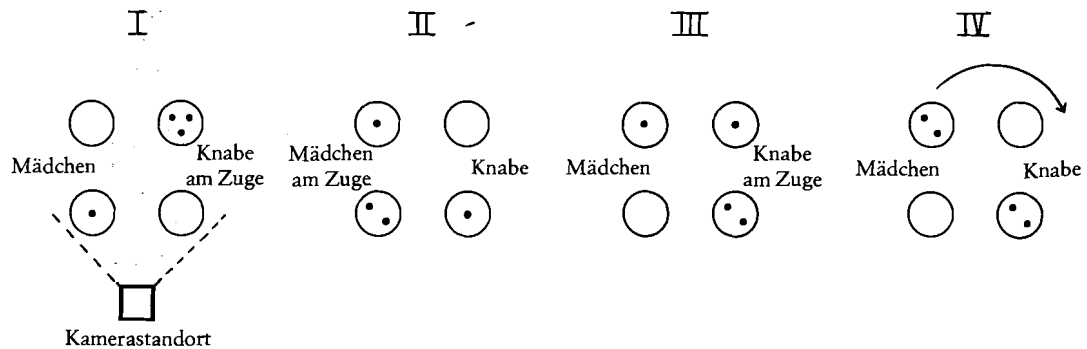 I
Mädchen
Knabe
am Zuge
Kamerastandort
II
Mädchen
am Zuge
Knabe
III
Mädchen
Knabe
am Zuge
IV
Mädchen
Knabe